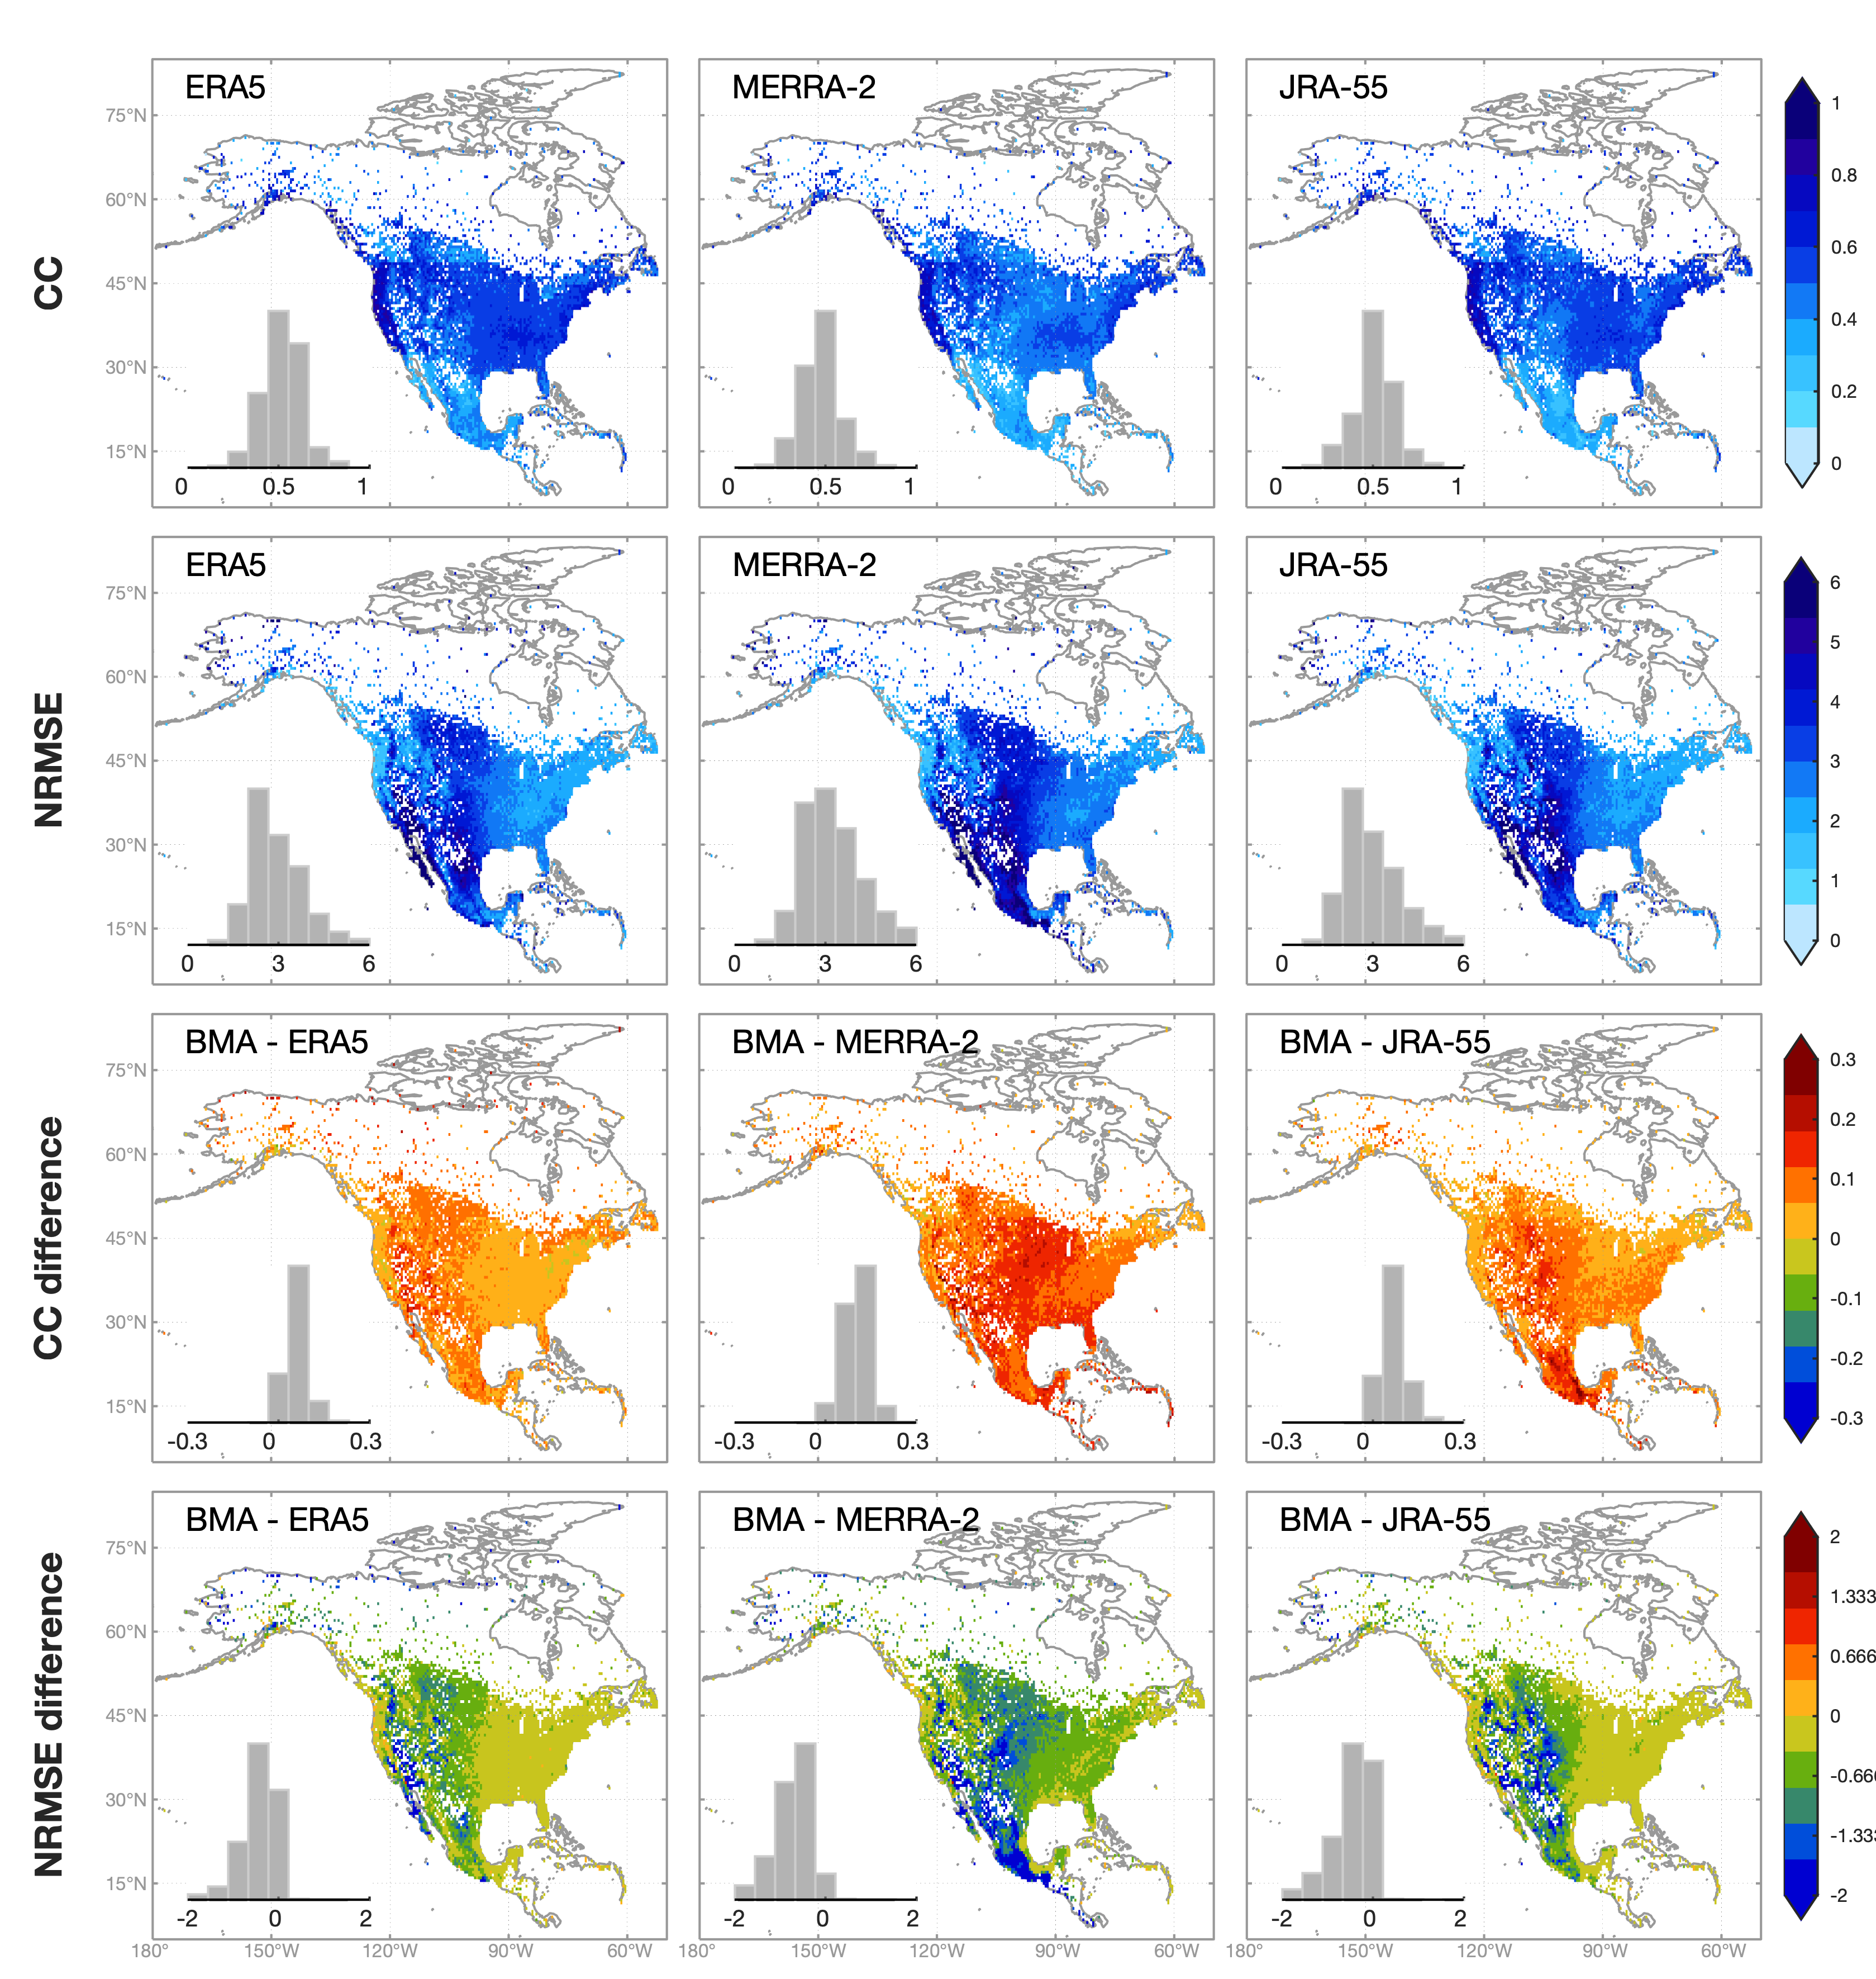 ERA5
MERRA-2
JRA-55
CC
75°N
60°N
45°N
30°N
15°N
0 0.5 1
0 0.5 1
0 0.5 1
1
0.8
0.6
0.4
0.2
0
ERA5
MERRA-2
JRA-55
NRMSE
75°N
60°N
45°N
30°N
15°N
0 3 6
0 3 6
0 3 6
6
5
4
3
2
1
0
BMA - ERA5
BMA - MERRA-2
BMA - JRA-55
CC difference
75°N
60°N
45°N
30°N
15°N
-0.3 0 0.3
-0.3 0 0.3
-0.3 0 0.3
0.3
0.2
0.1
0
-0.1
-0.2
-0.3
BMA - ERA5
BMA - MERRA-2
BMA - JRA-55
NRMSE difference
75°N
60°N
45°N
30°N
15°N
-2 0 2
-2 0 2
-2 0 2
2
1.333
0.666
0
-0.66
-1.33
-2
180° 150°W 120°W 90°W 60°W
180° 150°W 120°W 90°W 60°W
180° 150°W 120°W 90°W 60°W